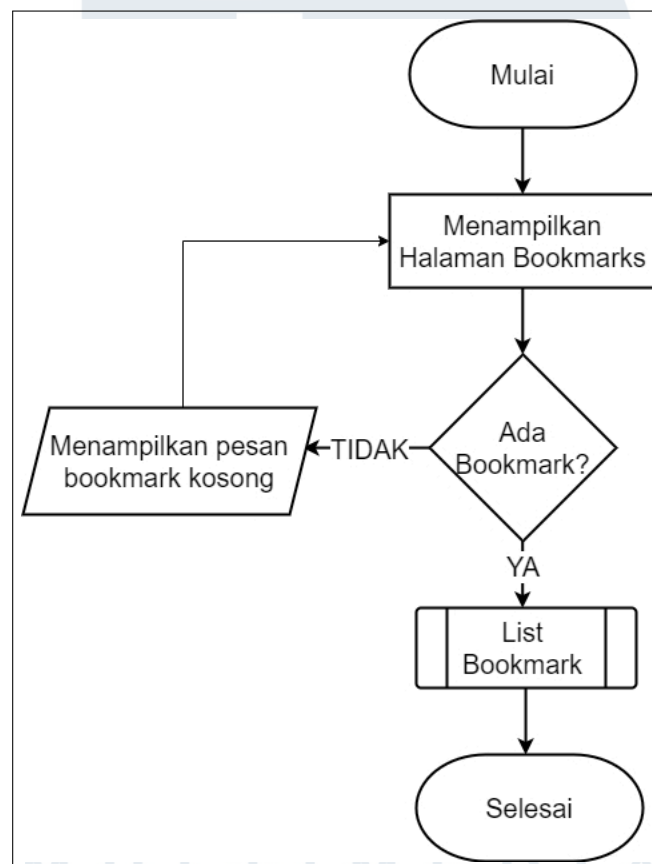 Mulai
Menampilkan
Halaman Bookmarks
Ada
Bookmark?
TIDAK
Menampilkan pesan
bookmark kosong
YA
List
Bookmark
Selesai